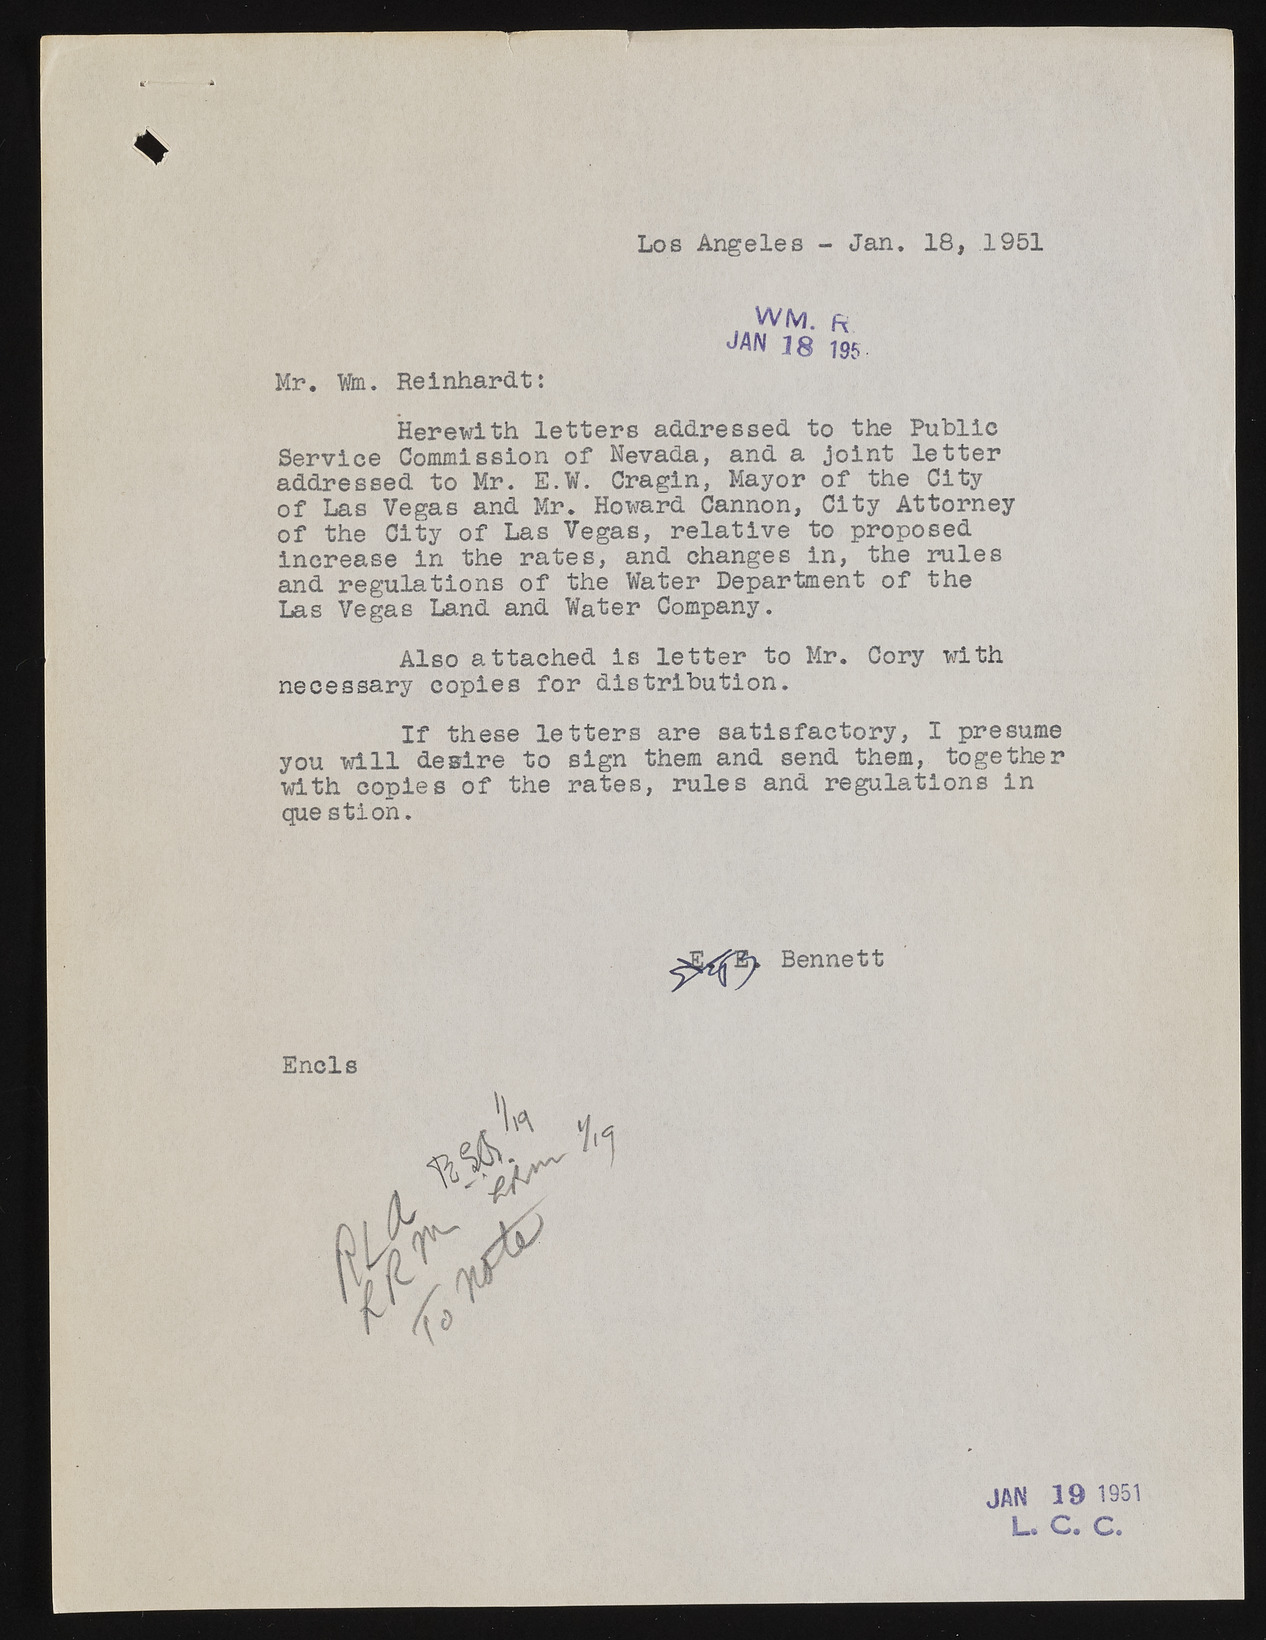 Los Angeles - Jan. 18, 1951
WM. R
JAN 18 195
Mr. Wm. Reinhardt:
Herewith letters addressed to the Public
Service Commission of Nevada, and a joint letter
addressed to Mr. E.W. Cragin, Mayor of the City
of Las Vegas and Mr. Howard Cannon, City Attorney
of the City of Las Vegas, relative to proposed
increase in the rates, and changes in, the rules
and regulations of the Water Department of the
Las Vegas Land and Water Company.
Also attached is letter to Mr. Cory with
necessary copies for distribution.
If these letters are satisfactory, I presume
you will desire to sign them and send them, together
with copies of the rates, rules and regulations in
question.
E. E. Bennett
Encls
1/19
LRM 1/19
RLA
LRM
To note
JAN 19 1951
L. C. C.